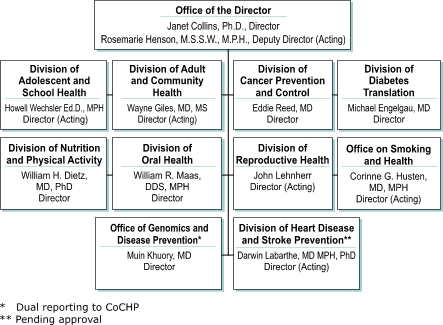 Office of the Director
Janet Collins, Ph.D., Director
Rosemarie Henson, M.S.S.W., M.P.H., Deputy Director (Acting)
Division of
Adolescent and
School Health
Howell Wechsler Ed.D., MPH
Director (Acting)
Division of Adult
and Community
Health
Wayne Giles, MD, MS
Director (Acting)
Division of
Cancer Prevention
and Control
Eddie Reed, MD
Director
Division of
Diabetes
Translation
Michael Engelgau, MD
Director
Division of Nutrition
and Physical Activity
William H. Dietz,
MD, PhD
Director
Division of
Oral Health
William R. Maas,
DDS, MPH
Director
Division of
Reproductive Health
John Lehnherr
Director (Acting)
Office on Smoking
and Health
Corinne G. Husten,
MD, MPH
Director (Acting)
Office of Genomics and
Disease Prevention*
Muin Khuory, MD
Director
Division of Heart Disease
and Stroke Prevention**
Darwin Labarthe, MD MPH, PhD
Director (Acting)
* Dual reporting to CoCHP
** Pending approval